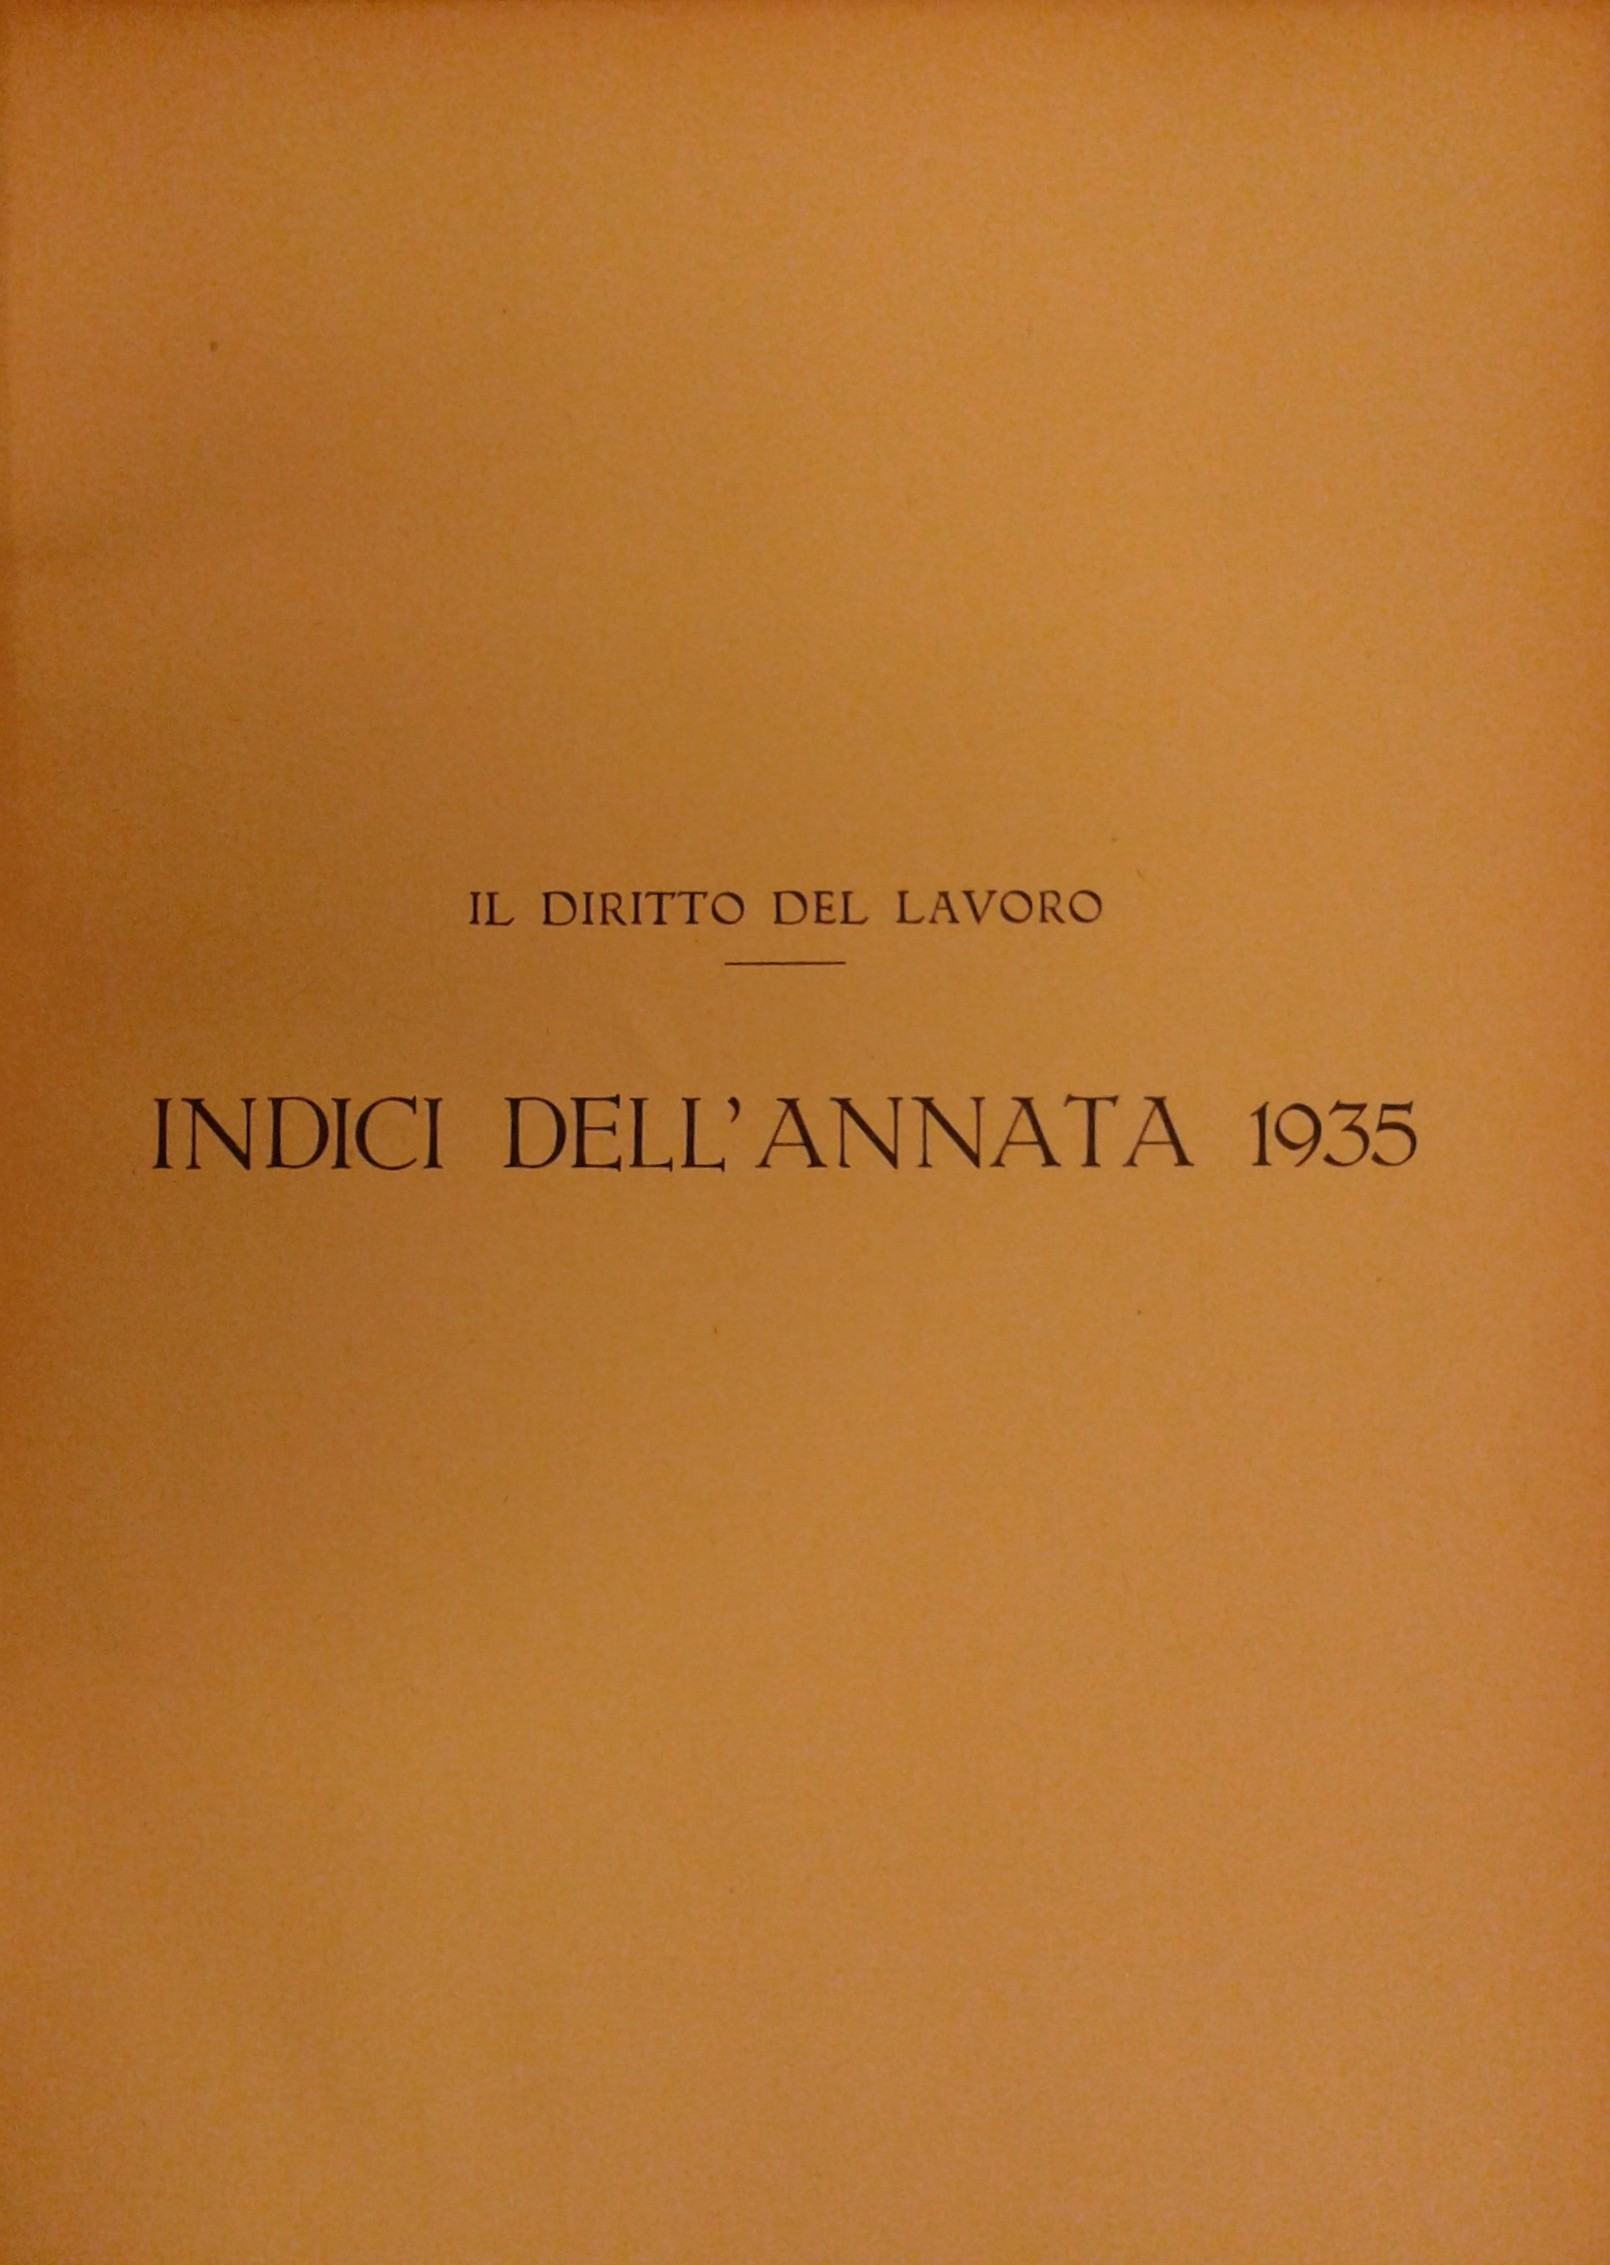 IL DIRITTO DEL LAVORO
INDICI DELL'ANNATA 1935